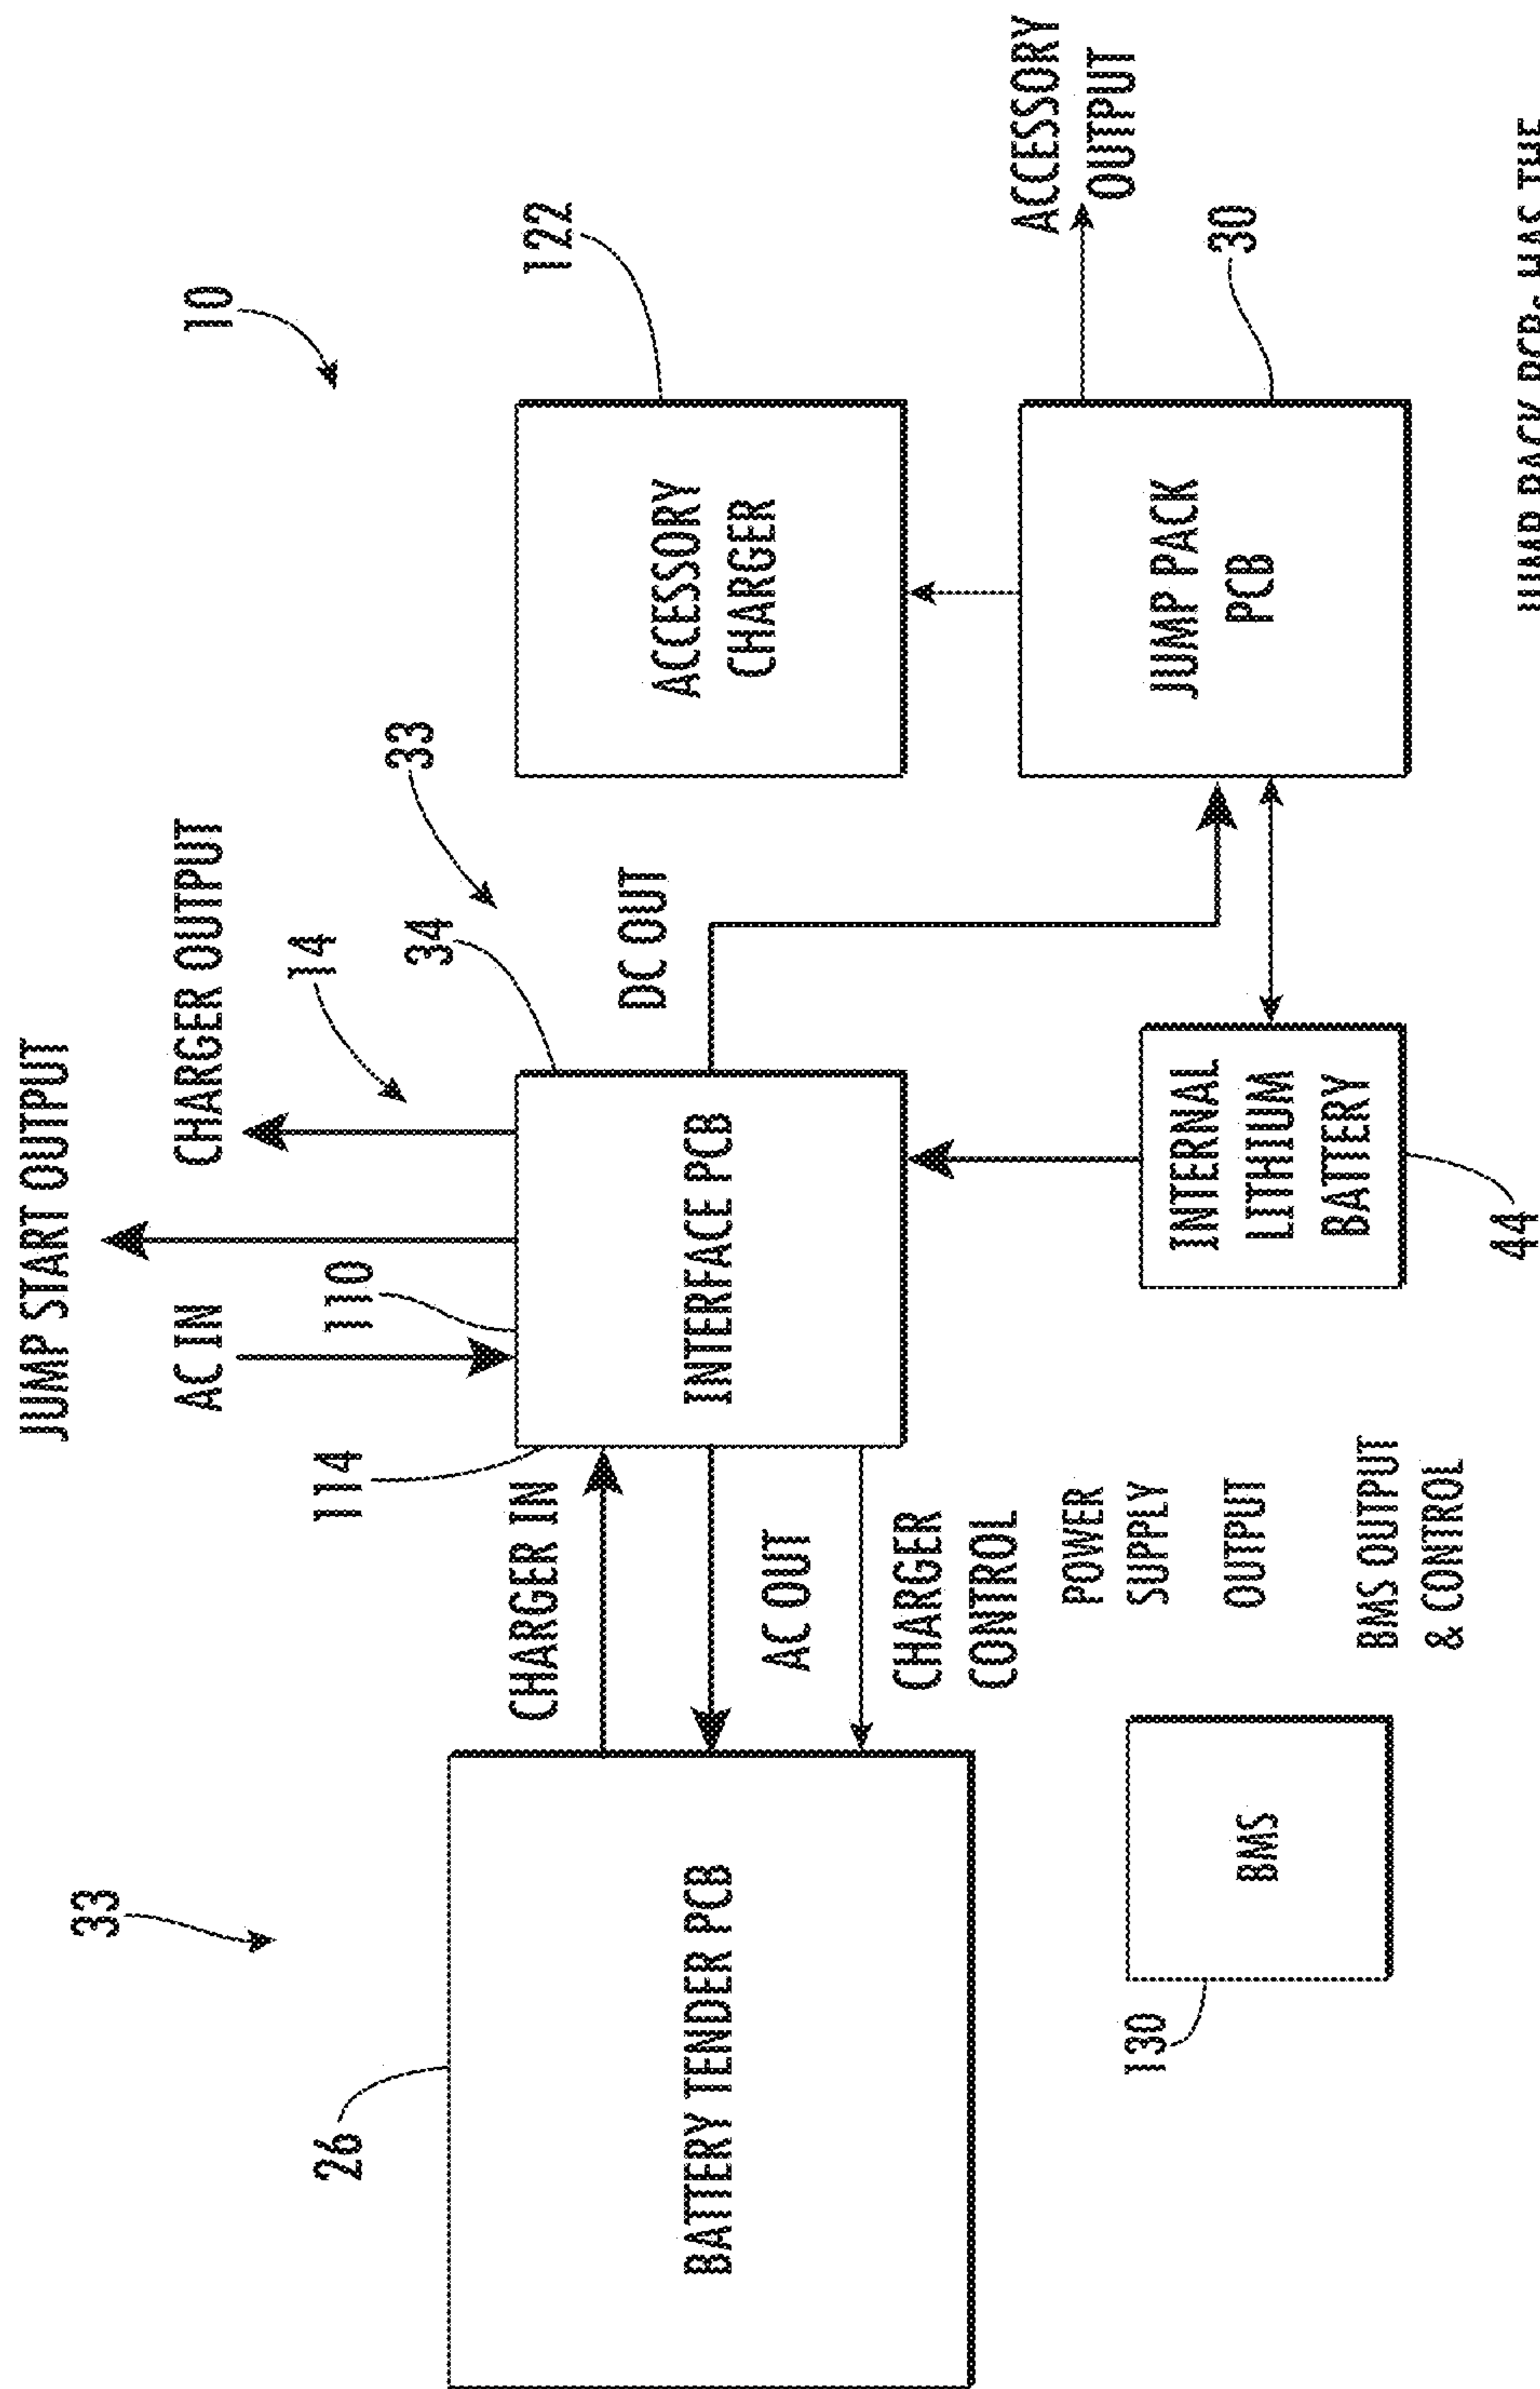 10
JUMP START OUTPUT
AC IN
CHARGER OUTPUT
14
33
110
114
34
33
122
26
BATTERY TENDER PCB
CHARGER IN
AC OUT
CHARGER
CONTROL
INTERFACE PCB
DC OUT
ACCESSORY
CHARGER
ACCESSORY
OUTPUT
JUMP PACK
PCB
30
INTERNAL
LITHIUM
BATTERY
44
POWER
SUPPLY
OUTPUT
BMS OUTPUT
& CONTROL
BMS
130